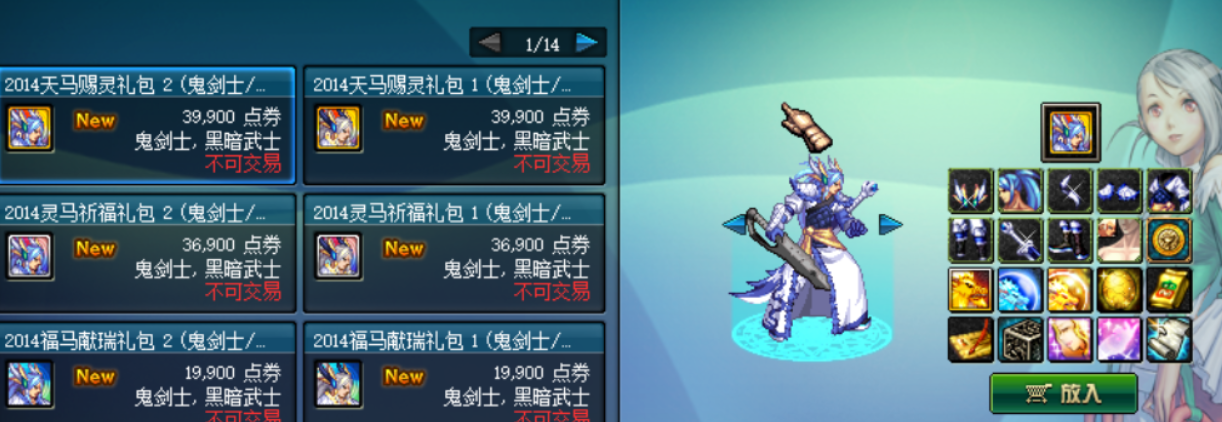 1/14
2014天马赐灵礼包 2 (鬼剑士/...
New
39,900 点券
鬼剑士, 黑暗武士
不可交易
2014天马赐灵礼包 1 (鬼剑士/...
New
39,900 点券
鬼剑士, 黑暗武士
不可交易
2014灵马祈福礼包 2 (鬼剑士/...
New
36,900 点券
鬼剑士, 黑暗武士
不可交易
2014灵马祈福礼包 1 (鬼剑士/...
New
36,900 点券
鬼剑士, 黑暗武士
不可交易
2014福马献瑞礼包 2 (鬼剑士/...
New
19,900 点券
鬼剑士, 黑暗武士
不可交易
2014福马献瑞礼包 1 (鬼剑士/...
New
19,900 点券
鬼剑士, 黑暗武士
不可交易
放入